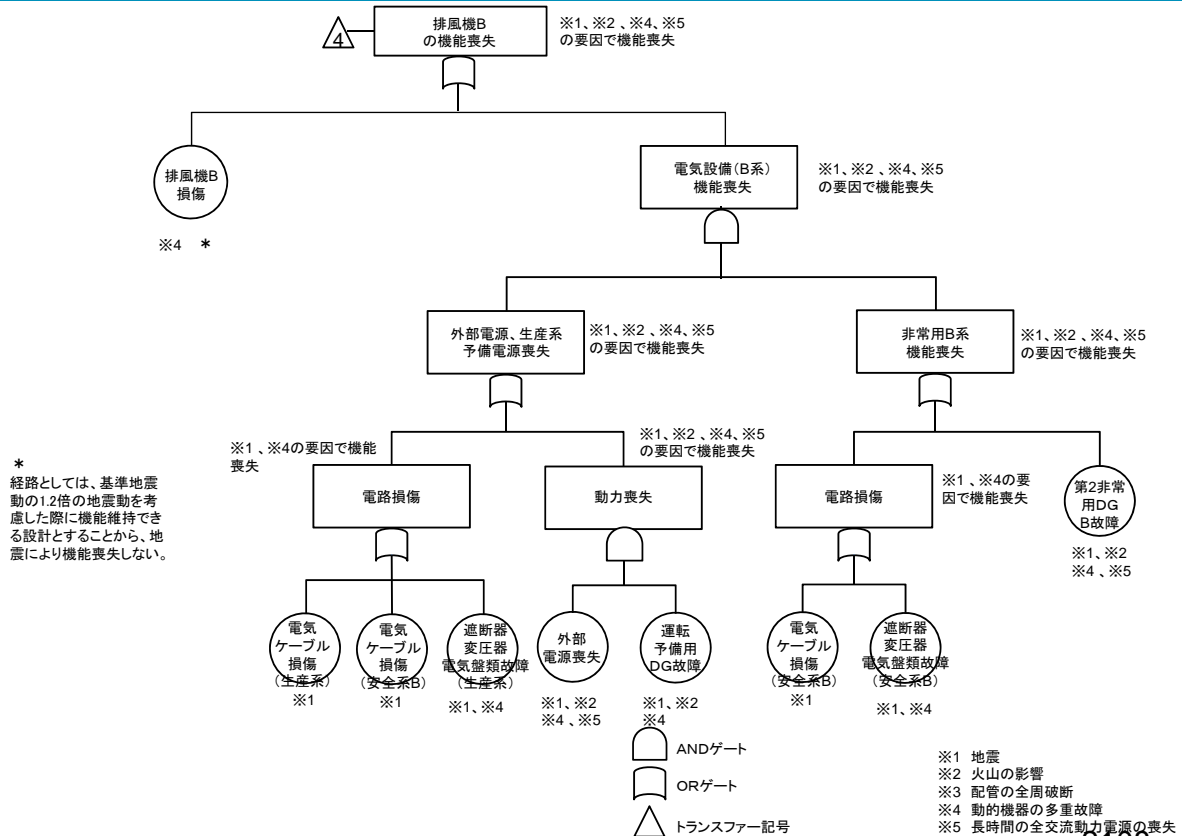 4
排風機B
の機能喪失
※1、※2 、※4、※5
の要因で機能喪失
排風機B
損傷
※4 *
電気設備(B系)
機能喪失
※1、※2 、※4、※5
の要因で機能喪失
外部電源、生産系
予備電源喪失
※1、※2 、※4、※5
の要因で機能喪失
非常用B系
機能喪失
※1、※2 、※4、※5
の要因で機能喪失
※1 、※4の要因で機能
喪失
電路損傷
※1、※2 、※4、※5
の要因で機能喪失
動力喪失
電路損傷
※1 、※4の要
因で機能喪失
第2非常
用DG
B故障
※1、※2
※4 、※5
*
経路としては、基準地震
動の1.2倍の地震動を考
慮した際に機能維持でき
る設計とすることから、地
震により機能喪失しない。
電気
ケーブル
損傷
(生産系)
※1
電気
ケーブル
損傷
(安全系B)
※1
遮断器
変圧器
電気盤類故障
(生産系)
※1、※4
外部
電源喪失
※1、※2
※4 、※5
運転
予備用
DG故障
※1、※2
※4
電気
ケーブル
損傷
(安全系B)
※1
遮断器
変圧器
電気盤類故障
(安全系B)
※1、※4
ANDゲート
ORゲート
トランスファー記号
※1 地震
※2 火山の影響
※3 配管の全周破断
※4 動的機器の多重故障
※5 長時間の全交流動力電源の喪失